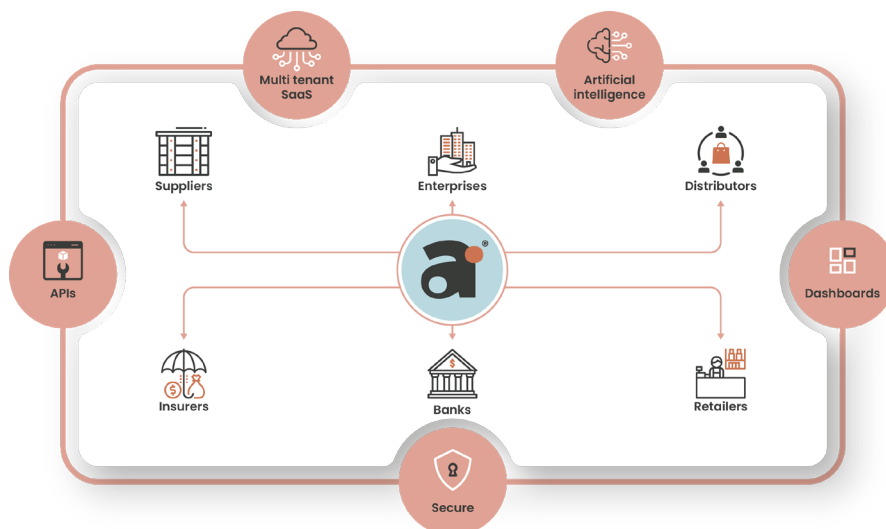 Multi tenant
SaaS
Artificial
intelligence
Suppliers
Enterprises
Distributors
a
®
APIs
Dashboards
Insurers
Banks
Retailers
Secure